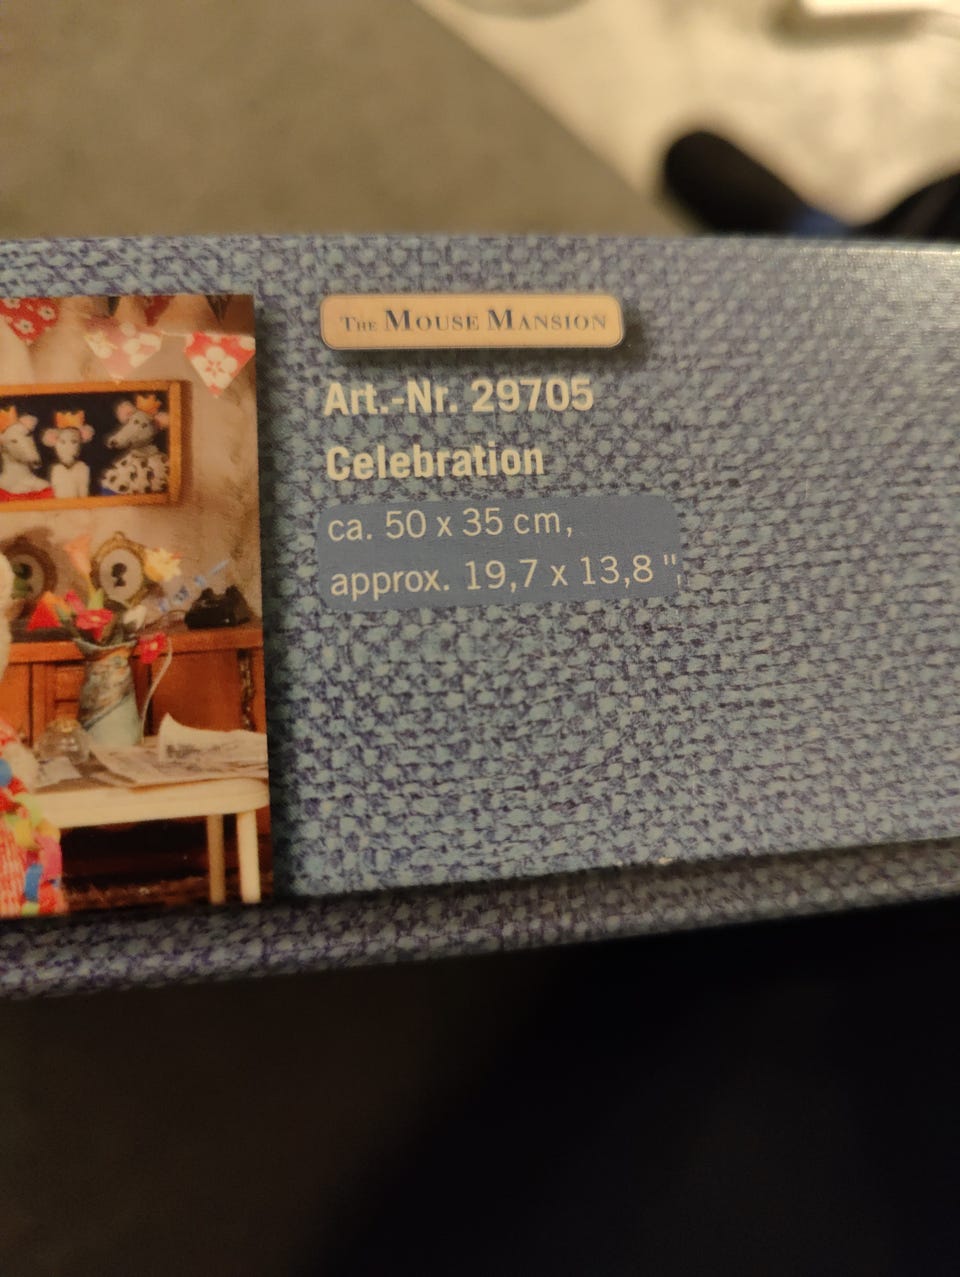 The Mouse Mansion
Art.-Nr. 29705
Celebration
ca. 50 x 35 cm,
approx. 19,7 x 13,8 "